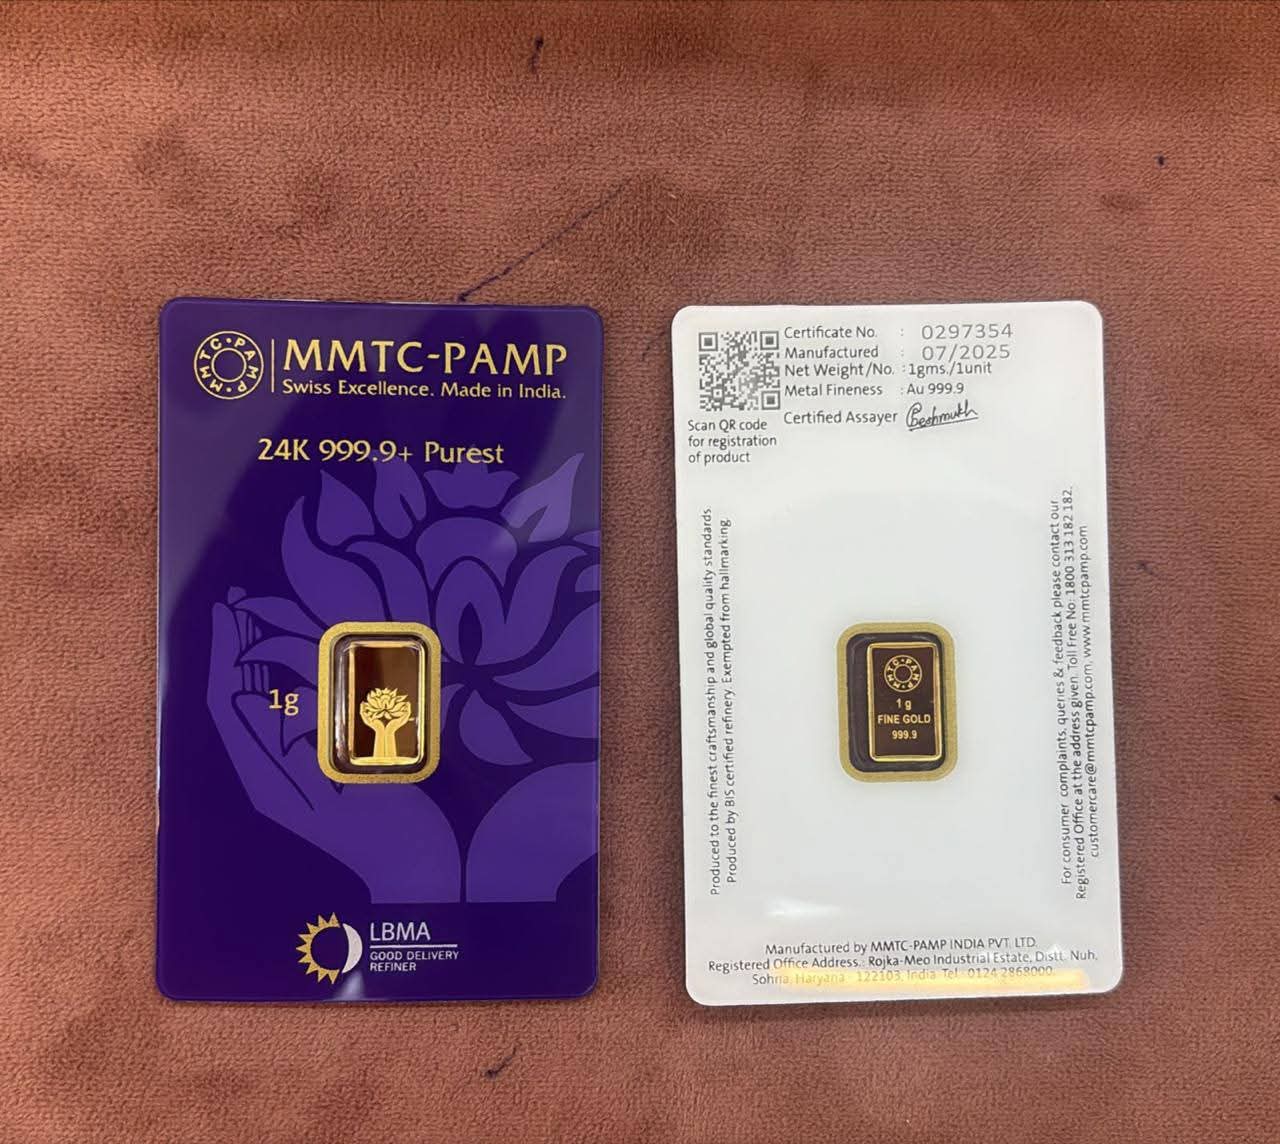 MMTC-PAMP
MMTC-PAMP
Swiss Excellence. Made in India.
24K 999.9+ Purest
1g
LBMA
GOOD DELIVERY
REFINER
Certificate No. : 0297354
Manufactured : 07/2025
Net Weight/No. : 1gms./1unit
Metal Fineness : Au 999.9
Certified Assayer
Scan QR code
for registration
of product
Produced to the finest craftsmanship and global quality standards.
Produced by BIS certified refinery. Exempted from hallmarking.
MMTC-PAMP
1 g
FINE GOLD
999.9
For consumer complaints, queries & feedback please contact our
Registered Office at the address given. Toll Free No: 1800 313 182 182.
customercare@mmtcpamp.com, www.mmtcpamp.com
Manufactured by MMTC-PAMP INDIA PVT. LTD.
Registered Office Address.: Rojka-Meo Industrial Estate, Distt. Nuh,
Sohna, Haryana - 122103, India. Tel.: 0124 2868000.